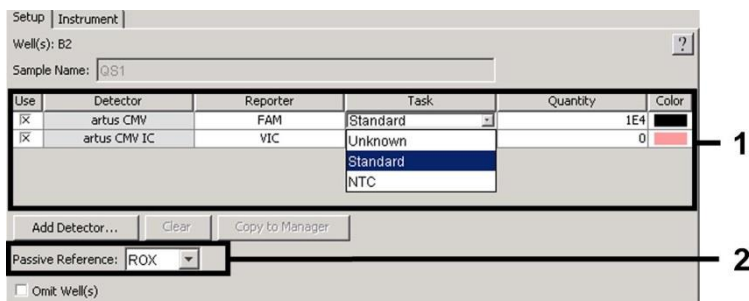 Setup Instrument
Well(s): B2 ?
Sample Name: QS1
Use Detector Reporter Task Quantity Color
artus CMV FAM Standard 1E4
artus CMV IC VIC Unknown 0
Standard
NTC
1
Add Detector... Clear Copy to Manager
Passive Reference: ROX 2
Omit Well(s)